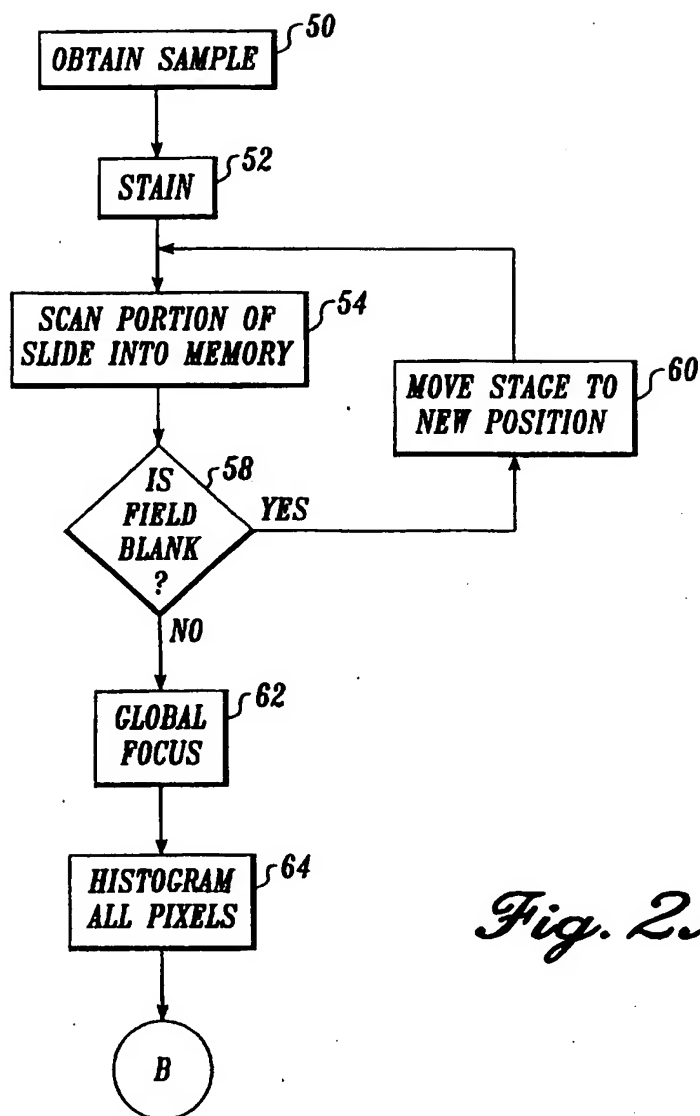 50
OBTAIN SAMPLE
52
STAIN
54
SCAN PORTION OF
SLIDE INTO MEMORY
60
MOVE STAGE TO
NEW POSITION
58
IS
FIELD
BLANK
?
YES
NO
62
GLOBAL
FOCUS
64
HISTOGRAM
ALL PIXELS
Fig. 2
B